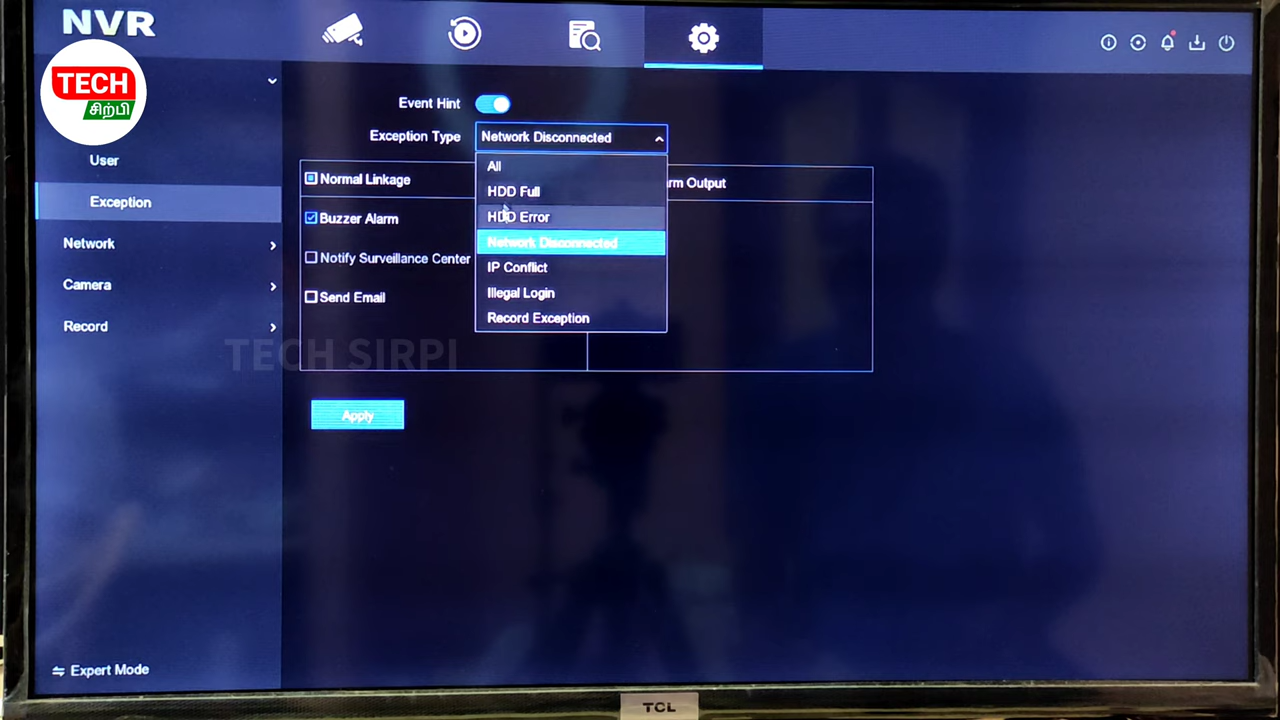 NVR
TECH
சிற்பி
User
Exception
Network
Camera
Record
Expert Mode
Event Hint
Exception Type
Network Disconnected
All
HDD Full
HDD Error
Network Disconnected
IP Conflict
Illegal Login
Record Exception
Normal Linkage
rm Output
Buzzer Alarm
Notify Surveillance Center
Send Email
TECH SIRPI
Apply
TCL